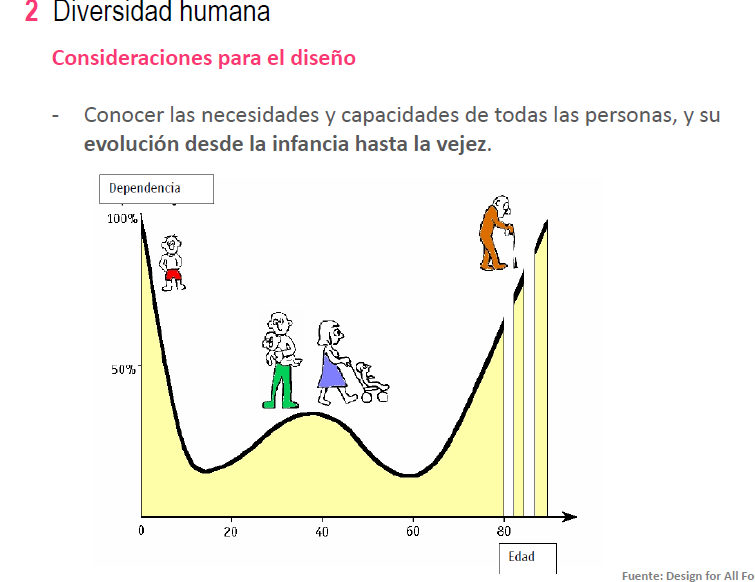 2 Diversidad humana
Consideraciones para el diseño
- Conocer las necesidades y capacidades de todas las personas, y su
evolución desde la infancia hasta la vejez.
Dependencia
100%
50%
0 20 40 60 80
Edad
Fuente: Design for All Fo